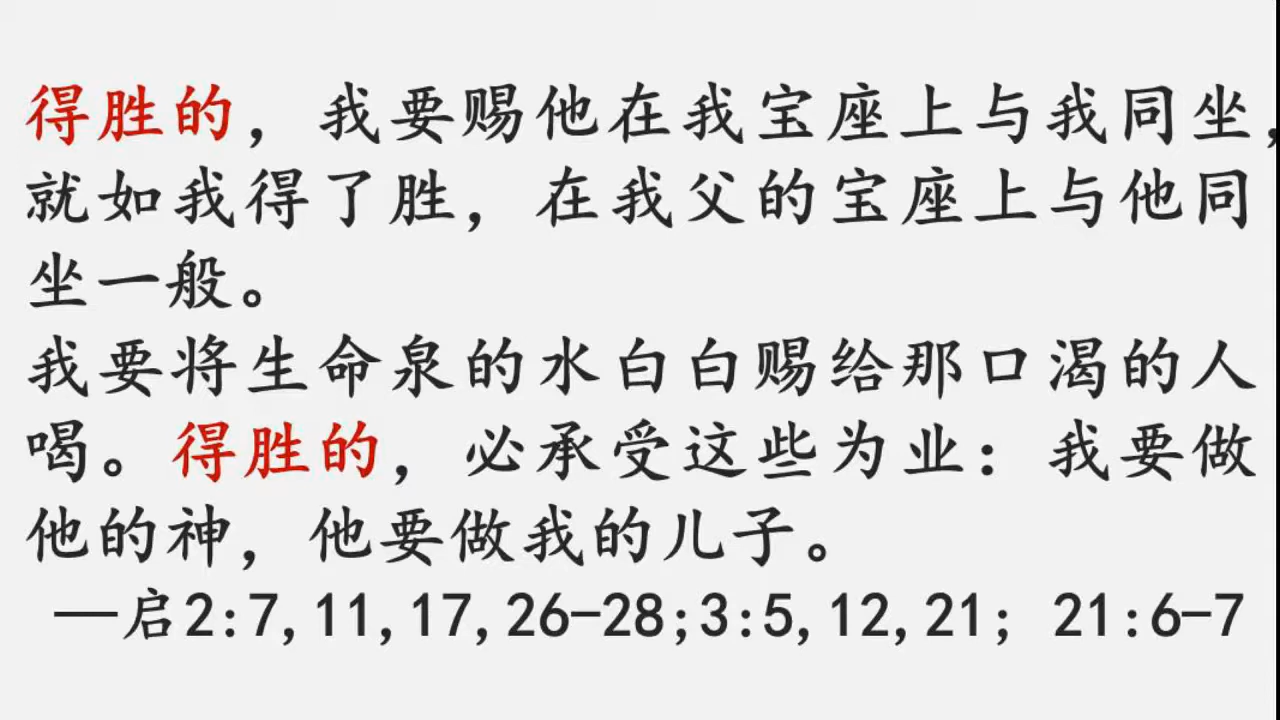 得胜的，我要赐他在我宝座上与我同坐，
就如我得了胜，在我父的宝座上与他同
坐一般。
我要将生命泉的水白白赐给那口渴的人
喝。得胜的，必承受这些为业：我要做
他的神，他要做我的儿子。
—启2:7,11,17,26-28;3:5,12,21; 21:6-7